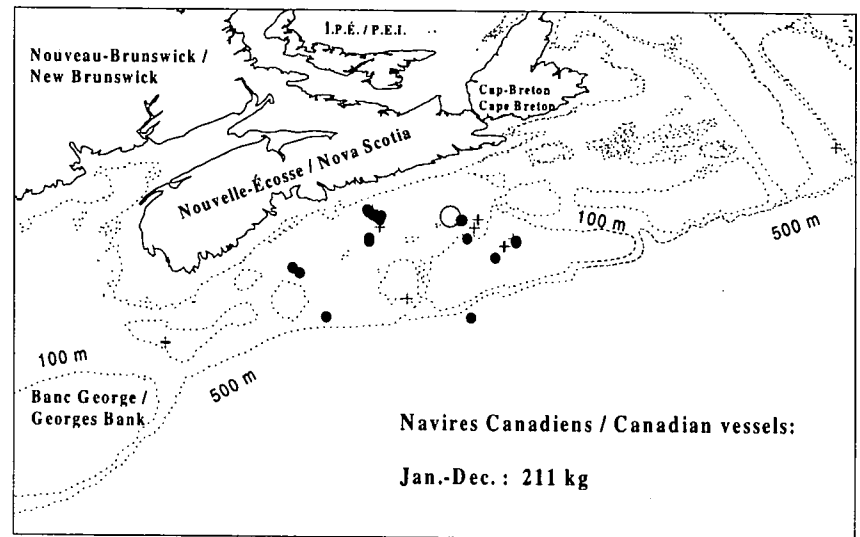 Î.P.É. / P.E.I.
Nouveau-Brunswick /
New Brunswick
Cap-Breton
Cape Breton
Nouvelle-Écosse / Nova Scotia
100 m
500 m
100 m
500 m
Banc George /
Georges Bank
Navires Canadiens / Canadian vessels:
Jan.-Dec. : 211 kg